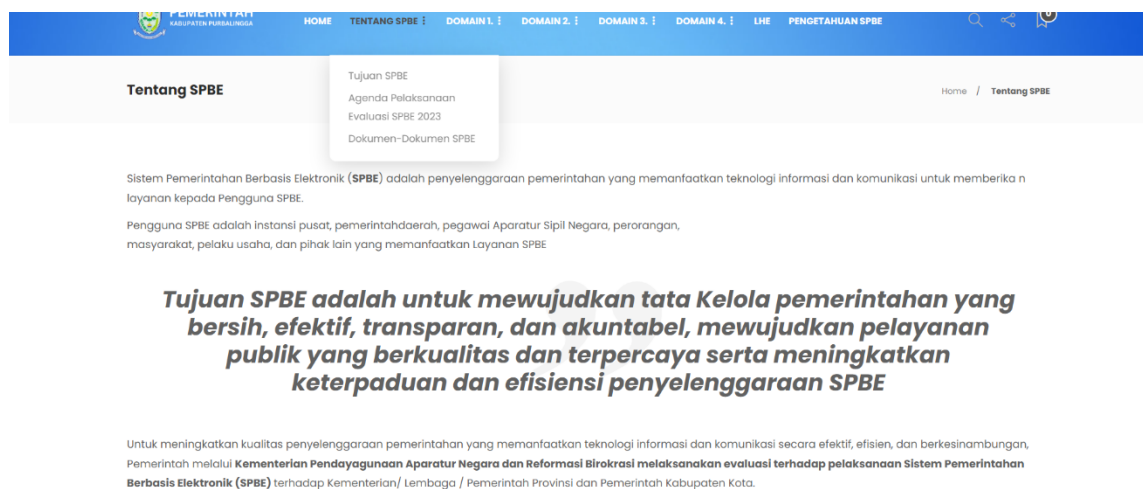 PEMERINTAH
KABUPATEN PURBALINGGA
HOME TENTANG SPBE DOMAIN 1. DOMAIN 2. DOMAIN 3. DOMAIN 4. LHE PENGETAHUAN SPBE
0
Tentang SPBE
Home / Tentang SPBE
Tujuan SPBE
Agenda Pelaksanaan
Evaluasi SPBE 2023
Dokumen-Dokumen SPBE
Sistem Pemerintahan Berbasis Elektronik (SPBE) adalah penyelenggaraan pemerintahan yang memanfaatkan teknologi informasi dan komunikasi untuk memberika n
layanan kepada Pengguna SPBE.
Pengguna SPBE adalah instansi pusat, pemerintahdaerah, pegawai Aparatur Sipil Negara, perorangan,
masyarakat, pelaku usaha, dan pihak lain yang memanfaatkan Layanan SPBE
Tujuan SPBE adalah untuk mewujudkan tata Kelola pemerintahan yang
bersih, efektif, transparan, dan akuntabel, mewujudkan pelayanan
publik yang berkualitas dan terpercaya serta meningkatkan
keterpaduan dan efisiensi penyelenggaraan SPBE
Untuk meningkatkan kualitas penyelenggaraan pemerintahan yang memanfaatkan teknologi informasi dan komunikasi secara efektif, efisien, dan berkesinambungan,
Pemerintah melalui Kementerian Pendayagunaan Aparatur Negara dan Reformasi Birokrasi melaksanakan evaluasi terhadap pelaksanaan Sistem Pemerintahan
Berbasis Elektronik (SPBE) terhadap Kementerian/ Lembaga / Pemerintah Provinsi dan Pemerintah Kabupaten Kota.